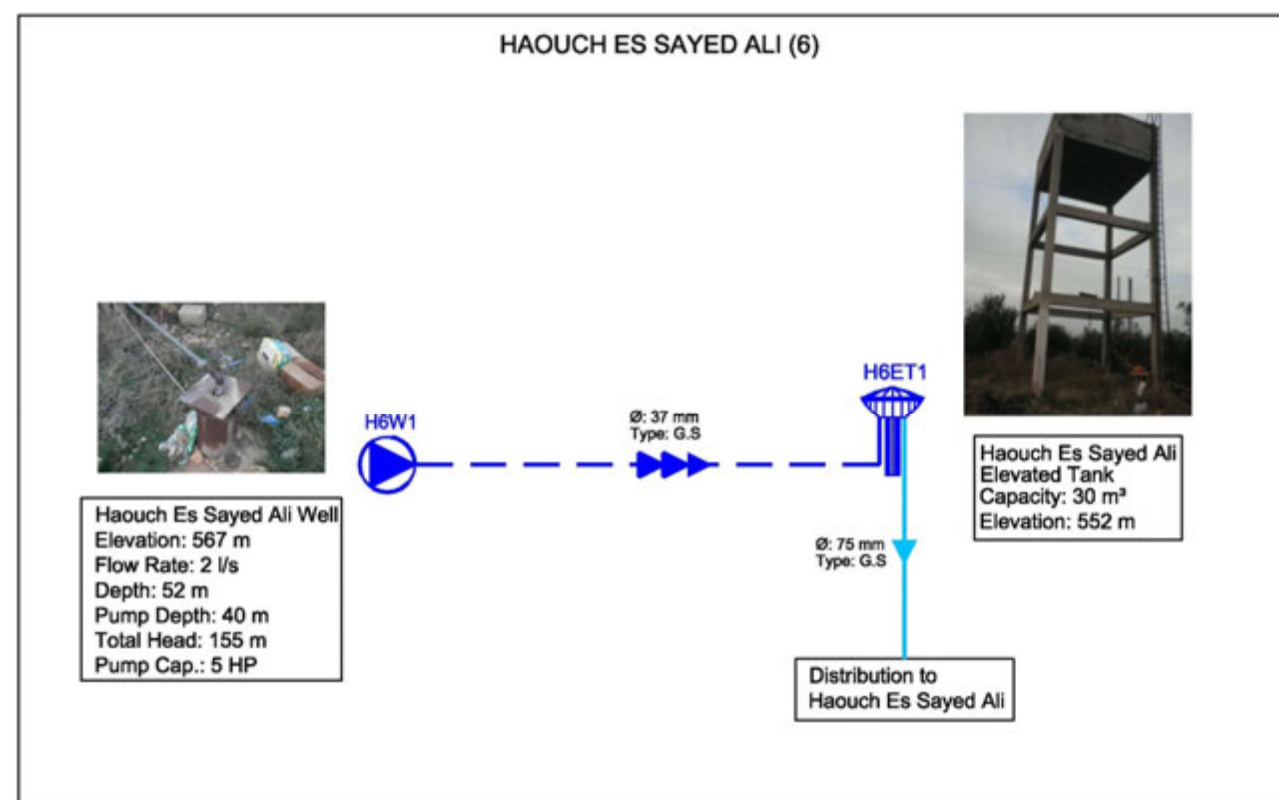 HAOUCH ES SAYED ALI (6)
H6W1
Haouch Es Sayed Ali Well
Elevation: 567 m
Flow Rate: 2 l/s
Depth: 52 m
Pump Depth: 40 m
Total Head: 155 m
Pump Cap.: 5 HP
Ø: 37 mm
Type: G.S
H6ET1
Haouch Es Sayed Ali
Elevated Tank
Capacity: 30 m³
Elevation: 552 m
Ø: 75 mm
Type: G.S
Distribution to
Haouch Es Sayed Ali